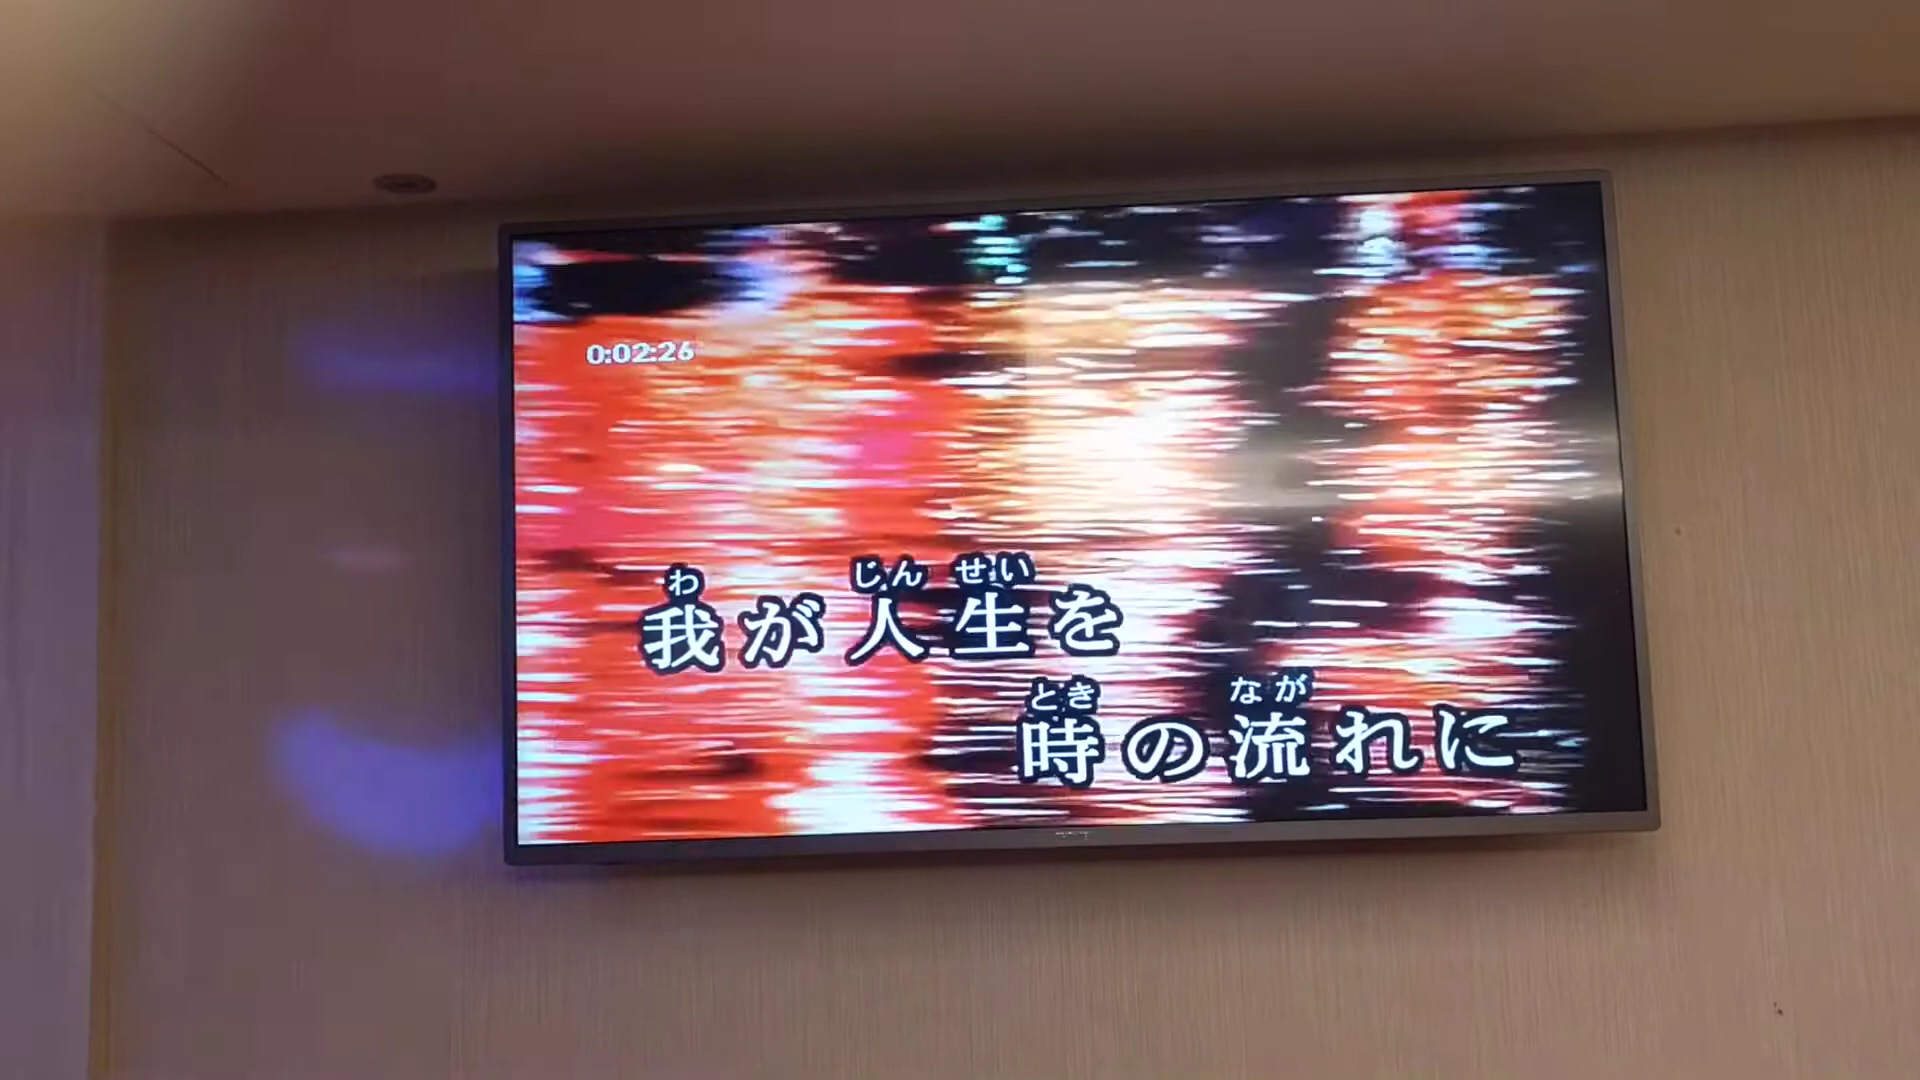 0:02:26
わ じん せい
我が人生を
とき なが
時の流れに